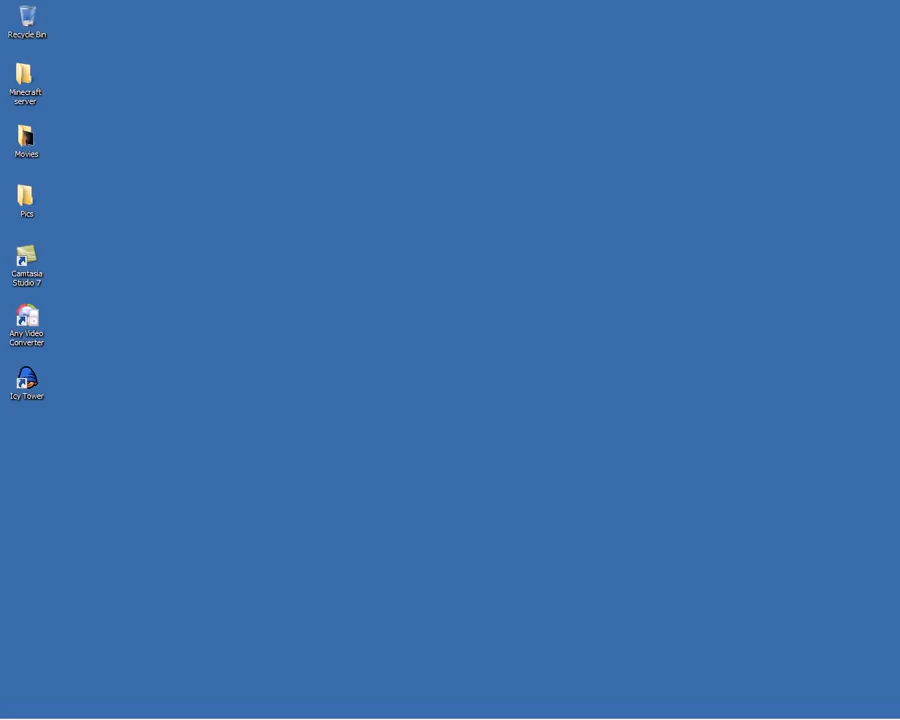 Recycle Bin
Minecraft
server
Movies
Pics
Camtasia
Studio 7
Any Video
Converter
Icy Tower